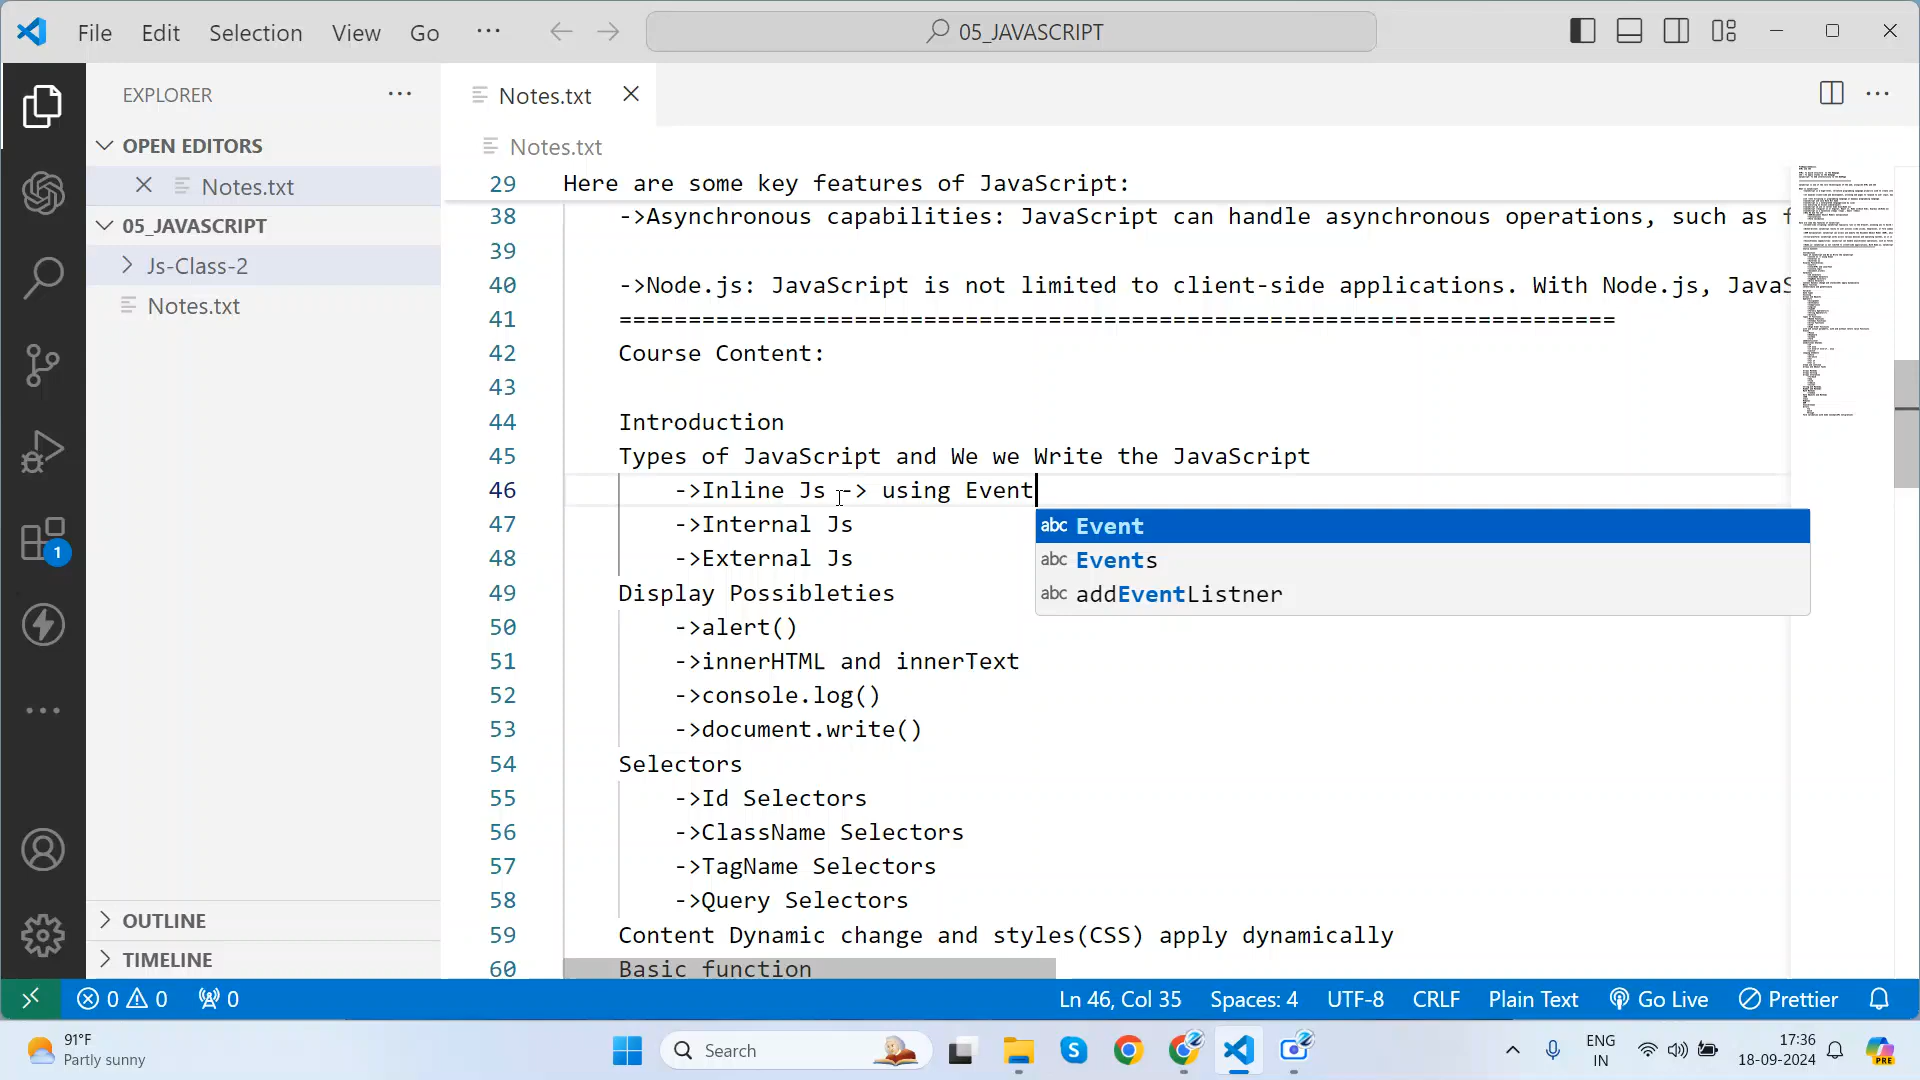 File Edit Selection View Go ··· 05_JAVASCRIPT
EXPLORER ···
OPEN EDITORS
Notes.txt
05_JAVASCRIPT
Js-Class-2
Notes.txt
OUTLINE
TIMELINE
1
Notes.txt
Notes.txt
29 Here are some key features of JavaScript:
38 ->Asynchronous capabilities: JavaScript can handle asynchronous operations, such as
39
40 ->Node.js: JavaScript is not limited to client-side applications. With Node.js, JavaS
41 ========================================================================
42 Course Content:
43
44 Introduction
45 Types of JavaScript and We we Write the JavaScript
46 ->Inline Js -> using Event
47 ->Internal Js
48 ->External Js
49 Display Possibleties
50 ->alert()
51 ->innerHTML and innerText
52 ->console.log()
53 ->document.write()
54 Selectors
55 ->Id Selectors
56 ->ClassName Selectors
57 ->TagName Selectors
58 ->Query Selectors
59 Content Dynamic change and styles(CSS) apply dynamically
60 Basic function
abc Event
abc Events
abc addEventListner
0 0 0 Ln 46, Col 35 Spaces: 4 UTF-8 CRLF Plain Text Go Live Prettier
91°F
Partly sunny
Search
ENG
IN
17:36
18-09-2024
PRE